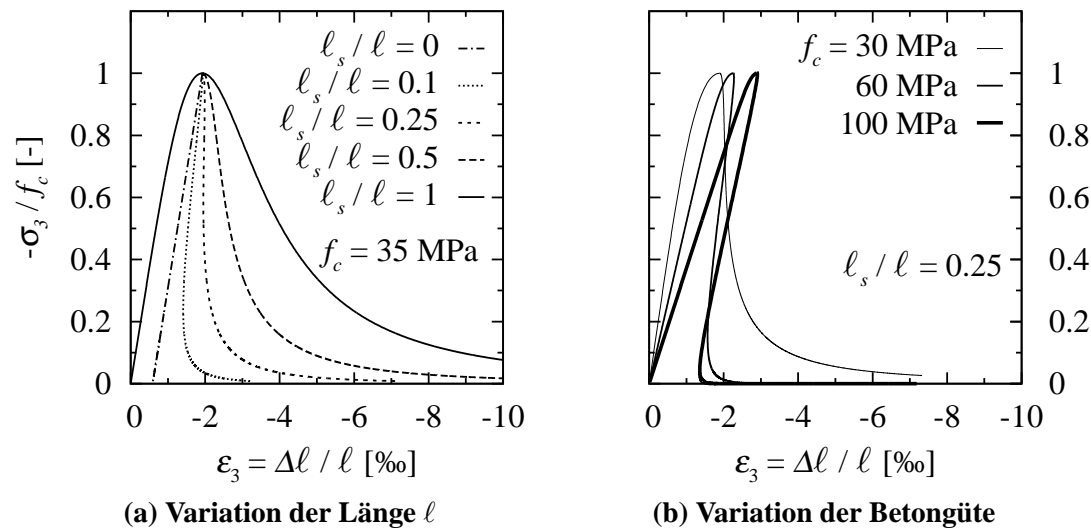 ℓs / ℓ = 0
ℓs / ℓ = 0.1
ℓs / ℓ = 0.25
ℓs / ℓ = 0.5
ℓs / ℓ = 1
fc = 35 MPa
1
0.8
0.6
0.4
0.2
0
-σ3 / fc [-]
0 -2 -4 -6 -8 -10
ε3 = Δℓ / ℓ [‰]
(a) Variation der Länge ℓ
fc = 30 MPa
60 MPa
100 MPa
ℓs / ℓ = 0.25
1
0.8
0.6
0.4
0.2
0
0 -2 -4 -6 -8 -10
ε3 = Δℓ / ℓ [‰]
(b) Variation der Betongüte